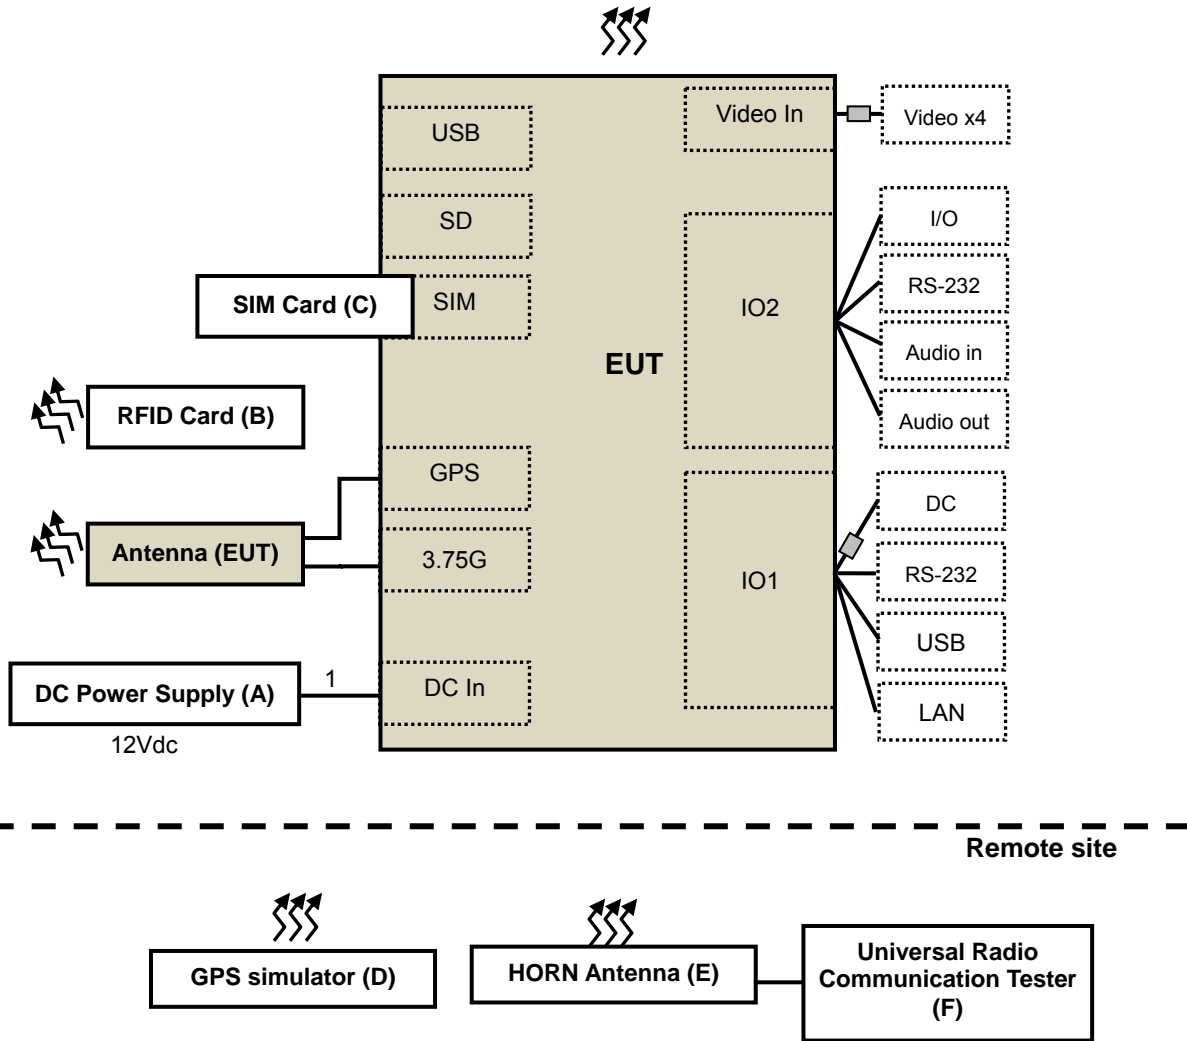 USB
Video In
Video x4
SD
I/O
SIM Card (C)
SIM
IO2
RS-232
EUT
Audio in
RFID Card (B)
Audio out
GPS
DC
Antenna (EUT)
3.75G
IO1
RS-232
USB
DC Power Supply (A)
1
DC In
LAN
12Vdc
Remote site
GPS simulator (D)
HORN Antenna (E)
Universal Radio
Communication Tester
(F)